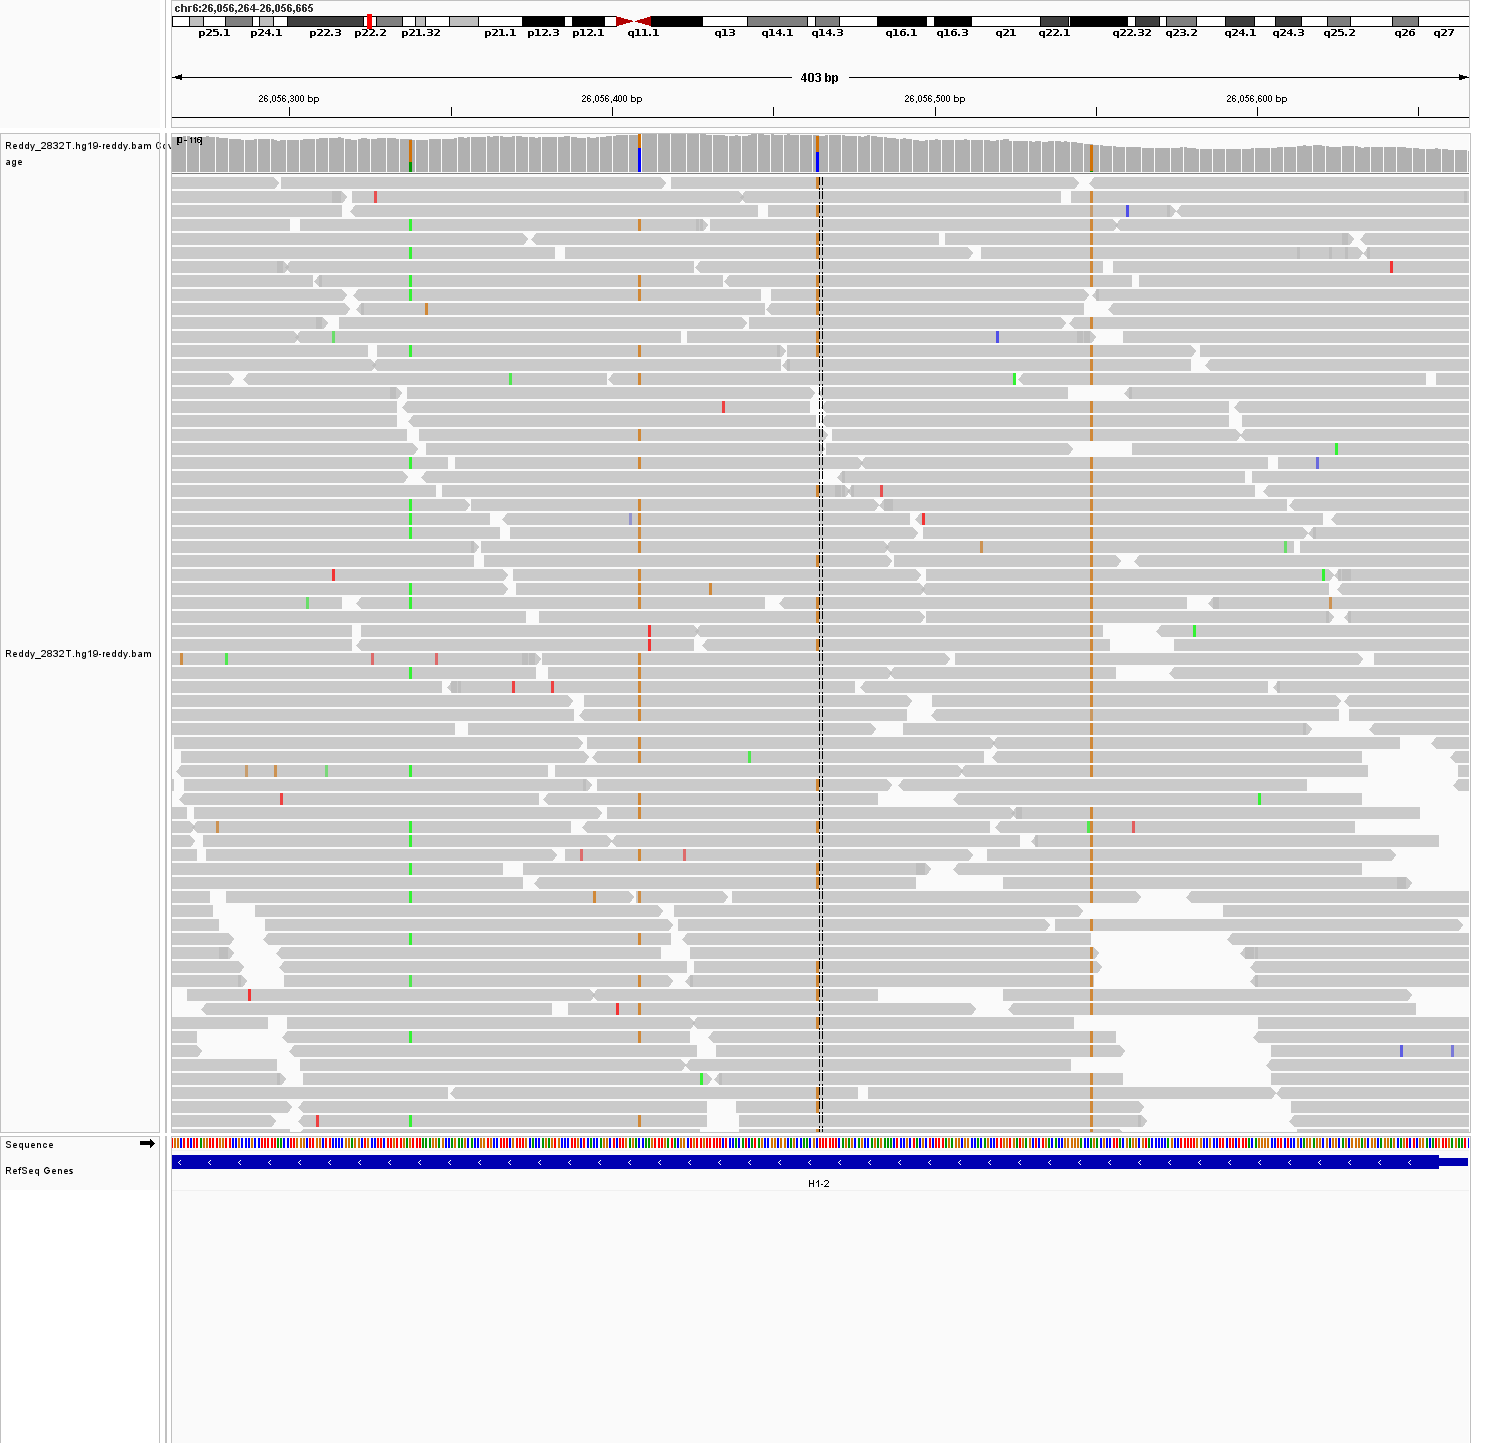 chr6:26,056,264-26,056,665
p25.1 p24.1 p22.3 p22.2 p21.32 p21.1 p12.3 p12.1 q11.1 q13 q14.1 q14.3 q16.1 q16.3 q21 q22.1 q22.32 q23.2 q24.1 q24.3 q25.2 q26 q27
403 bp
26,056,300 bp 26,056,400 bp 26,056,500 bp 26,056,600 bp
Reddy_2832T.hg19-reddy.bam Cov
age
[0 - 116]
Reddy_2832T.hg19-reddy.bam
Sequence
RefSeq Genes
H1-2